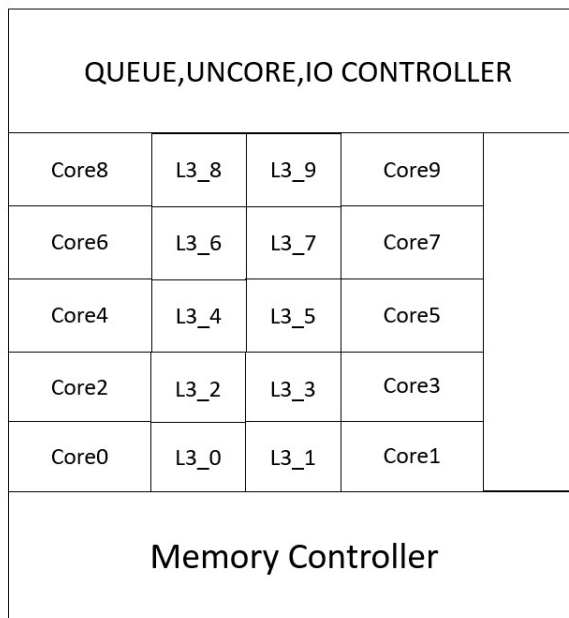 QUEUE,UNCORE,IO CONTROLLER
Core8 L3_8 L3_9 Core9
Core6 L3_6 L3_7 Core7
Core4 L3_4 L3_5 Core5
Core2 L3_2 L3_3 Core3
Core0 L3_0 L3_1 Core1
Memory Controller